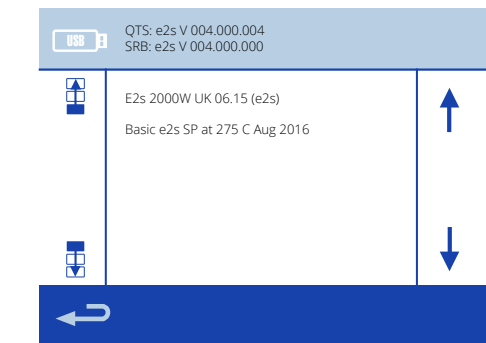 USB
QTS: e2s V 004.000.004
SRB: e2s V 004.000.000
E2s 2000W UK 06.15 (e2s)
Basic e2s SP at 275 C Aug 2016